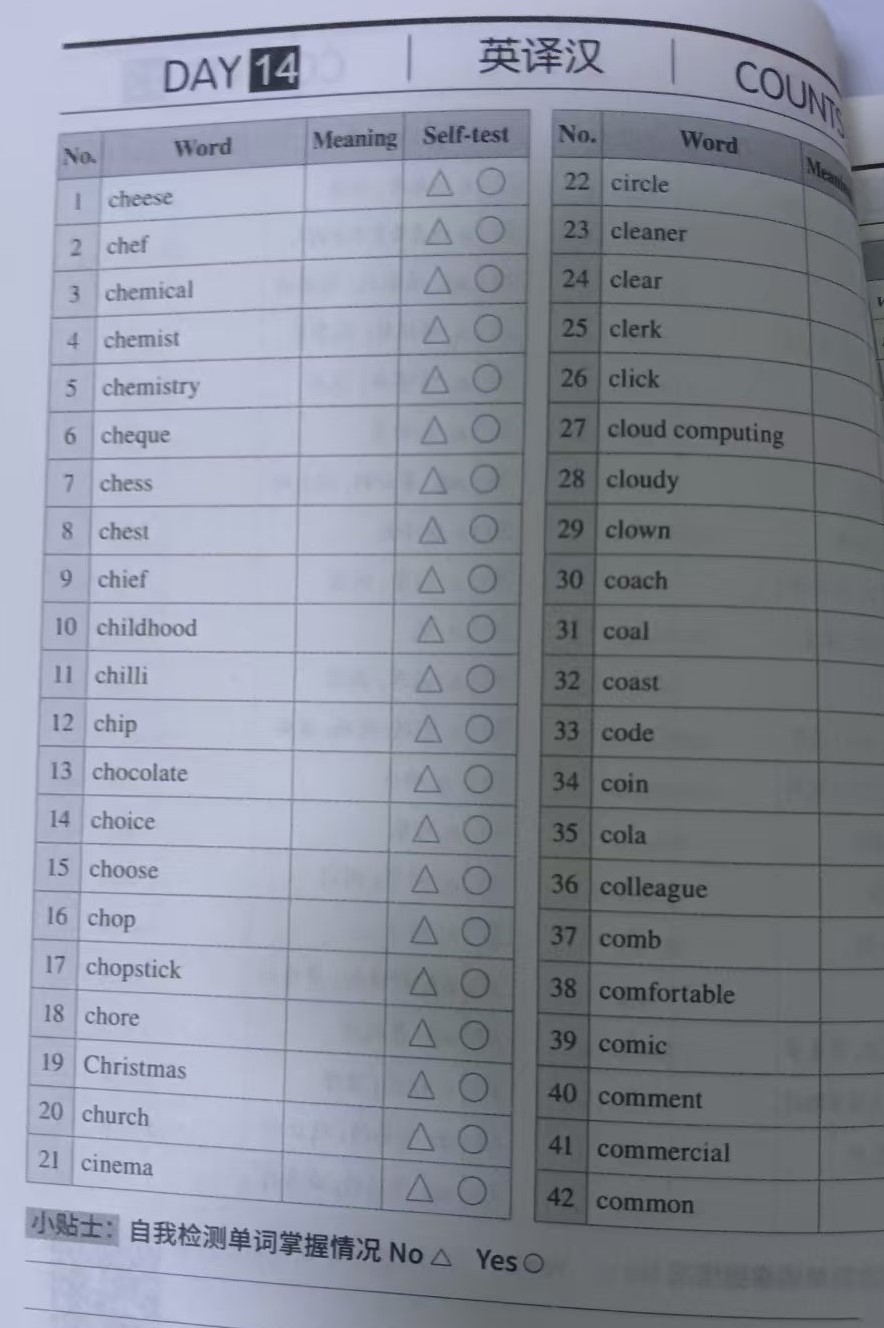 DAY 14 | 英译汉 | COUNTS
No. Word Meaning Self-test
1 cheese △ ○
2 chef △ ○
3 chemical △ ○
4 chemist △ ○
5 chemistry △ ○
6 cheque △ ○
7 chess △ ○
8 chest △ ○
9 chief △ ○
10 childhood △ ○
11 chilli △ ○
12 chip △ ○
13 chocolate △ ○
14 choice △ ○
15 choose △ ○
16 chop △ ○
17 chopstick △ ○
18 chore △ ○
19 Christmas △ ○
20 church △ ○
21 cinema △ ○
No. Word Meaning
22 circle
23 cleaner
24 clear
25 clerk
26 click
27 cloud computing
28 cloudy
29 clown
30 coach
31 coal
32 coast
33 code
34 coin
35 cola
36 colleague
37 comb
38 comfortable
39 comic
40 comment
41 commercial
42 common
小贴士：自我检测单词掌握情况 No △ Yes ○